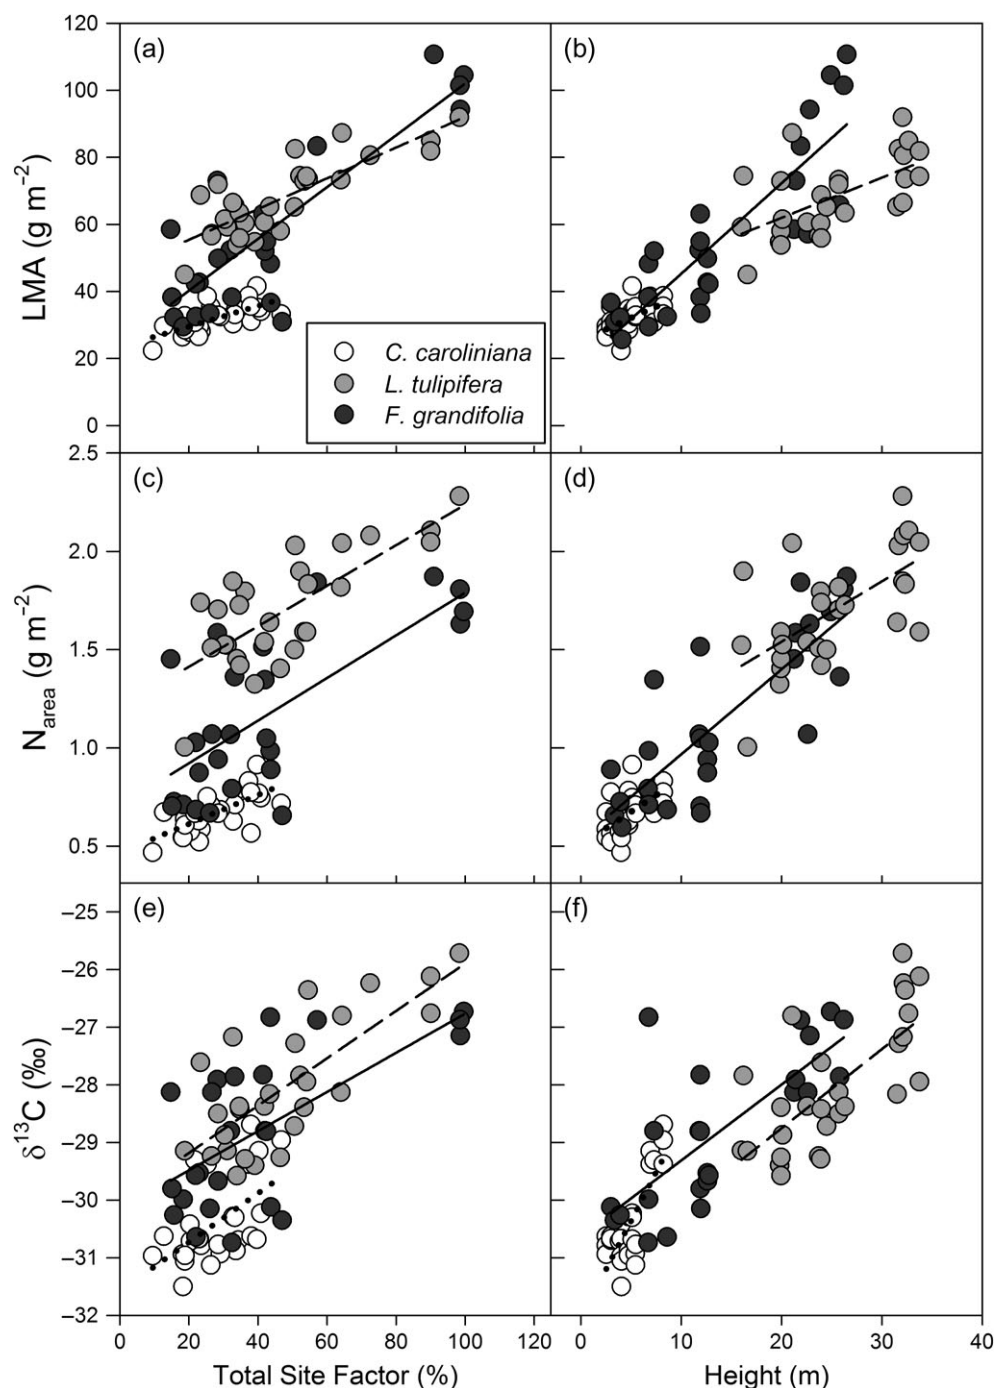 120
100
80
60
40
20
0
LMA (g m⁻²)
(a)
(b)
C. caroliniana
L. tulipifera
F. grandifolia
2.5
2.0
1.5
1.0
0.5
N_area (g m⁻²)
(c)
(d)
–25
–26
–27
–28
–29
–30
–31
–32
δ¹³C (‰)
(e)
(f)
0 20 40 60 80 100 120
0 10 20 30 40
Total Site Factor (%)
Height (m)